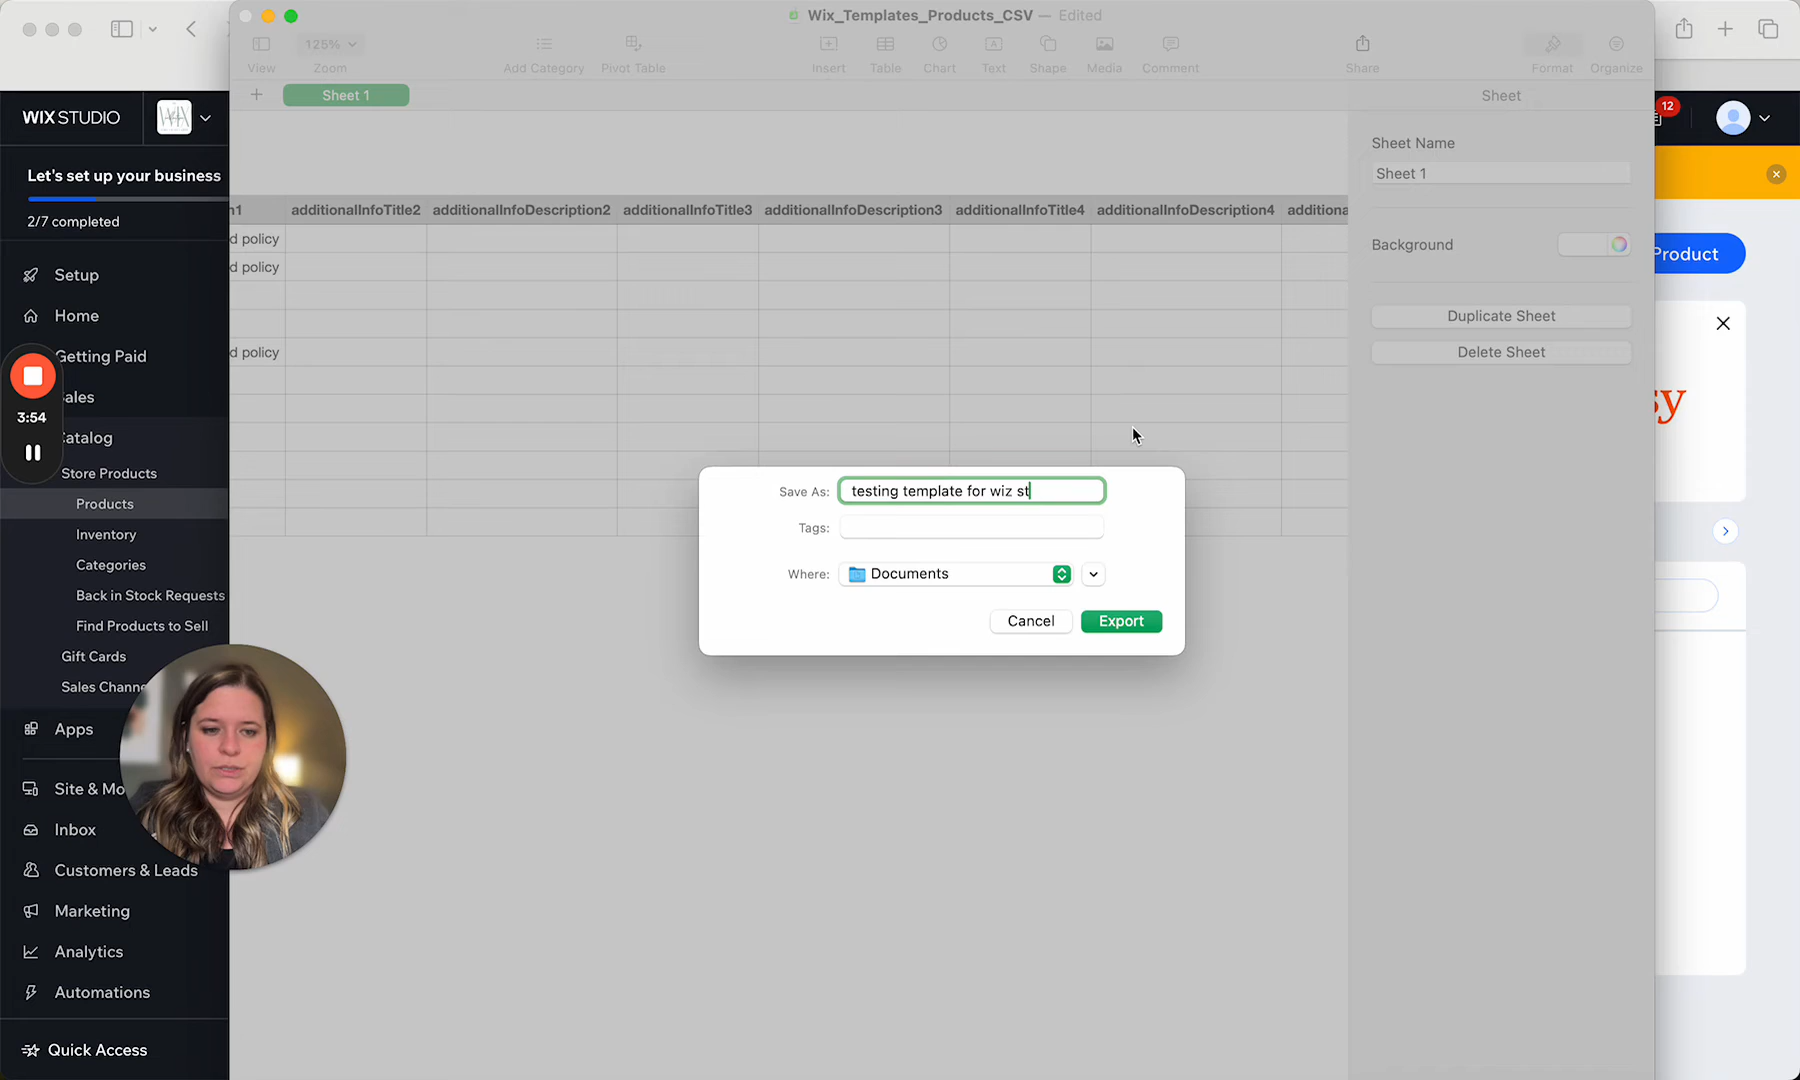 Wix_Templates_Products_CSV — Edited
125%
View
Zoom
Add Category
Pivot Table
Insert
Table
Chart
Text
Shape
Media
Comment
Share
Format
Organize
Sheet 1
Sheet
WIX STUDIO
12
Let's set up your business
2/7 completed
Sheet Name
Sheet 1
n1
additionalInfoTitle2
additionalInfoDescription2
additionalInfoTitle3
additionalInfoDescription3
additionalInfoTitle4
additionalInfoDescription4
additiona
d policy
d policy
d policy
Background
Product
Duplicate Sheet
Delete Sheet
sy
Setup
Home
Getting Paid
Sales
3:54
Catalog
Store Products
Products
Inventory
Categories
Back in Stock Requests
Find Products to Sell
Gift Cards
Sales Channe
Apps
Site & Mo
Inbox
Customers & Leads
Marketing
Analytics
Automations
Quick Access
Save As:
testing template for wiz st
Tags:
Where:
Documents
Cancel
Export